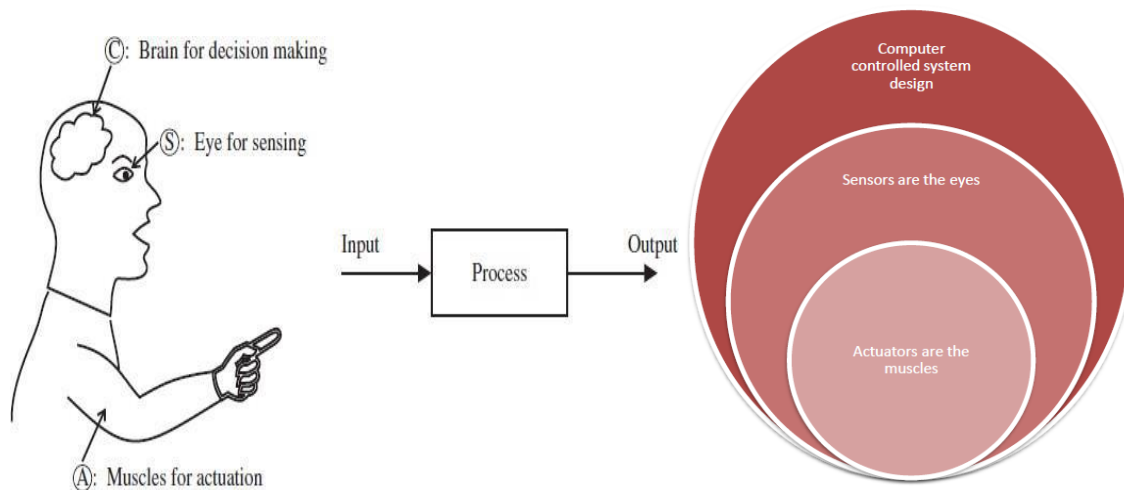 Ⓒ: Brain for decision making
Ⓢ: Eye for sensing
Ⓐ: Muscles for actuation
Input
Process
Output
Computer
controlled system
design
Sensors are the eyes
Actuators are the
muscles